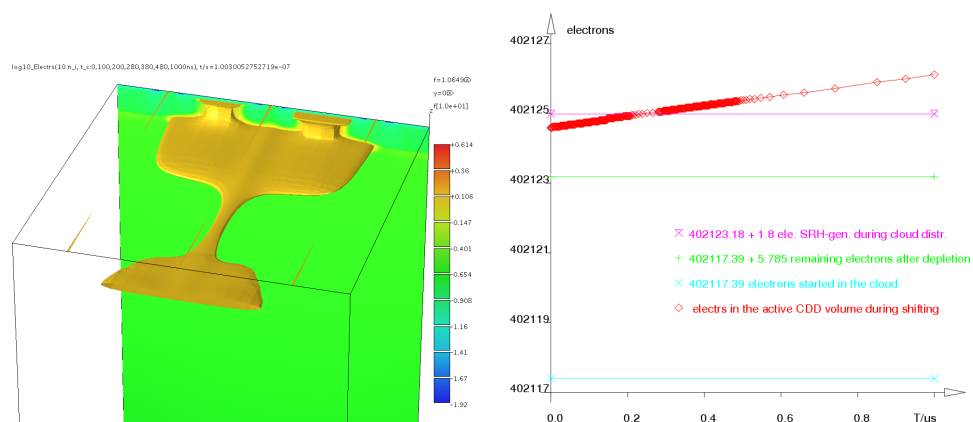 log10_Electrs(10 n_i, t_s:0,100,200,280,380,480,1000ns), t/s=1.0030052752719e-07
y=0
f[1.0e+01]
z
+0.614
+0.36
+0.106
-0.147
-0.401
-0.654
-0.908
-1.16
-1.41
-1.67
-1.92
electrons
402127
402125
402123
402121
402119
402117
402123.18 + 1.8 ele. SRH-gen. during cloud distr.
402117.39 + 5.785 remaining electrons after depletion
402117.39 electrons started in the cloud
electrs in the active CDD volume during shifting
0.0 0.2 0.4 0.6 0.8 T/us